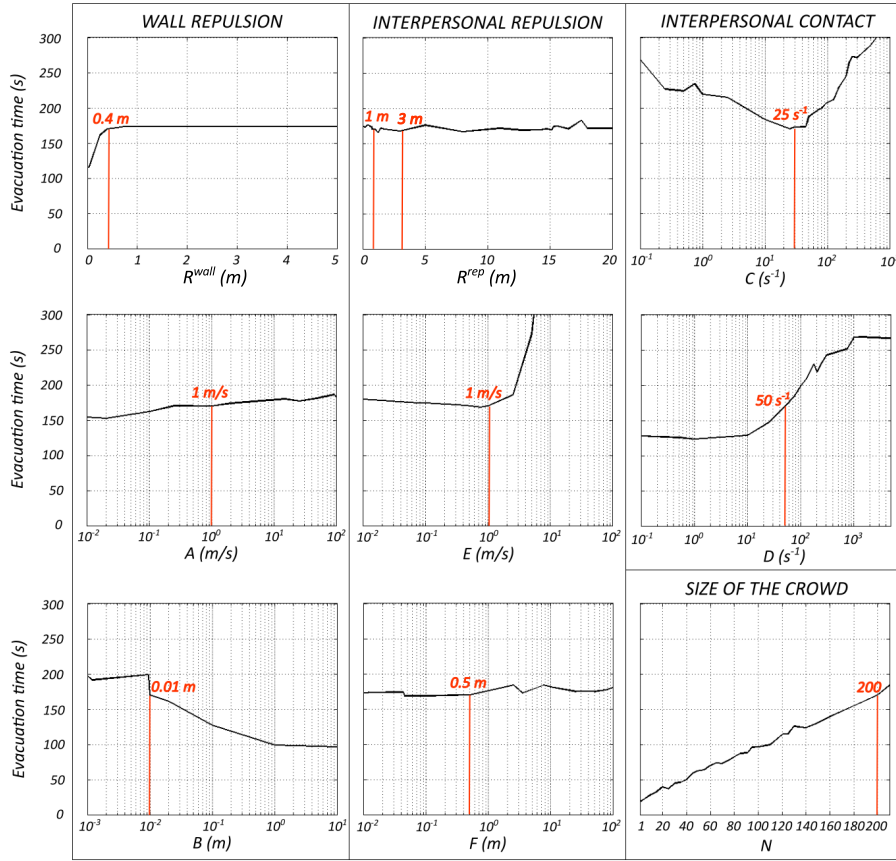 WALL REPULSION
INTERPERSONAL REPULSION
INTERPERSONAL CONTACT
Evacuation time (s)
300
250
200
150
100
50
0
0.4 m
0 1 2 3 4 5
R^wall (m)
1 m 3 m
0 5 10 15 20
R^rep (m)
25 s^-1
10^-1 10^0 10^1 10^2 10^3
C (s^-1)
Evacuation time (s)
300
250
200
150
100
50
0
1 m/s
10^-2 10^-1 10^0 10^1 10^2
A (m/s)
1 m/s
10^-2 10^-1 10^0 10^1 10^2
E (m/s)
50 s^-1
10^-1 10^0 10^1 10^2 10^3
D (s^-1)
SIZE OF THE CROWD
Evacuation time (s)
300
250
200
150
100
50
0
0.01 m
10^-3 10^-2 10^-1 10^0 10^1
B (m)
0.5 m
10^-2 10^-1 10^0 10^1 10^2
F (m)
200
1 20 40 60 80 100 120 140 160 180 200
N